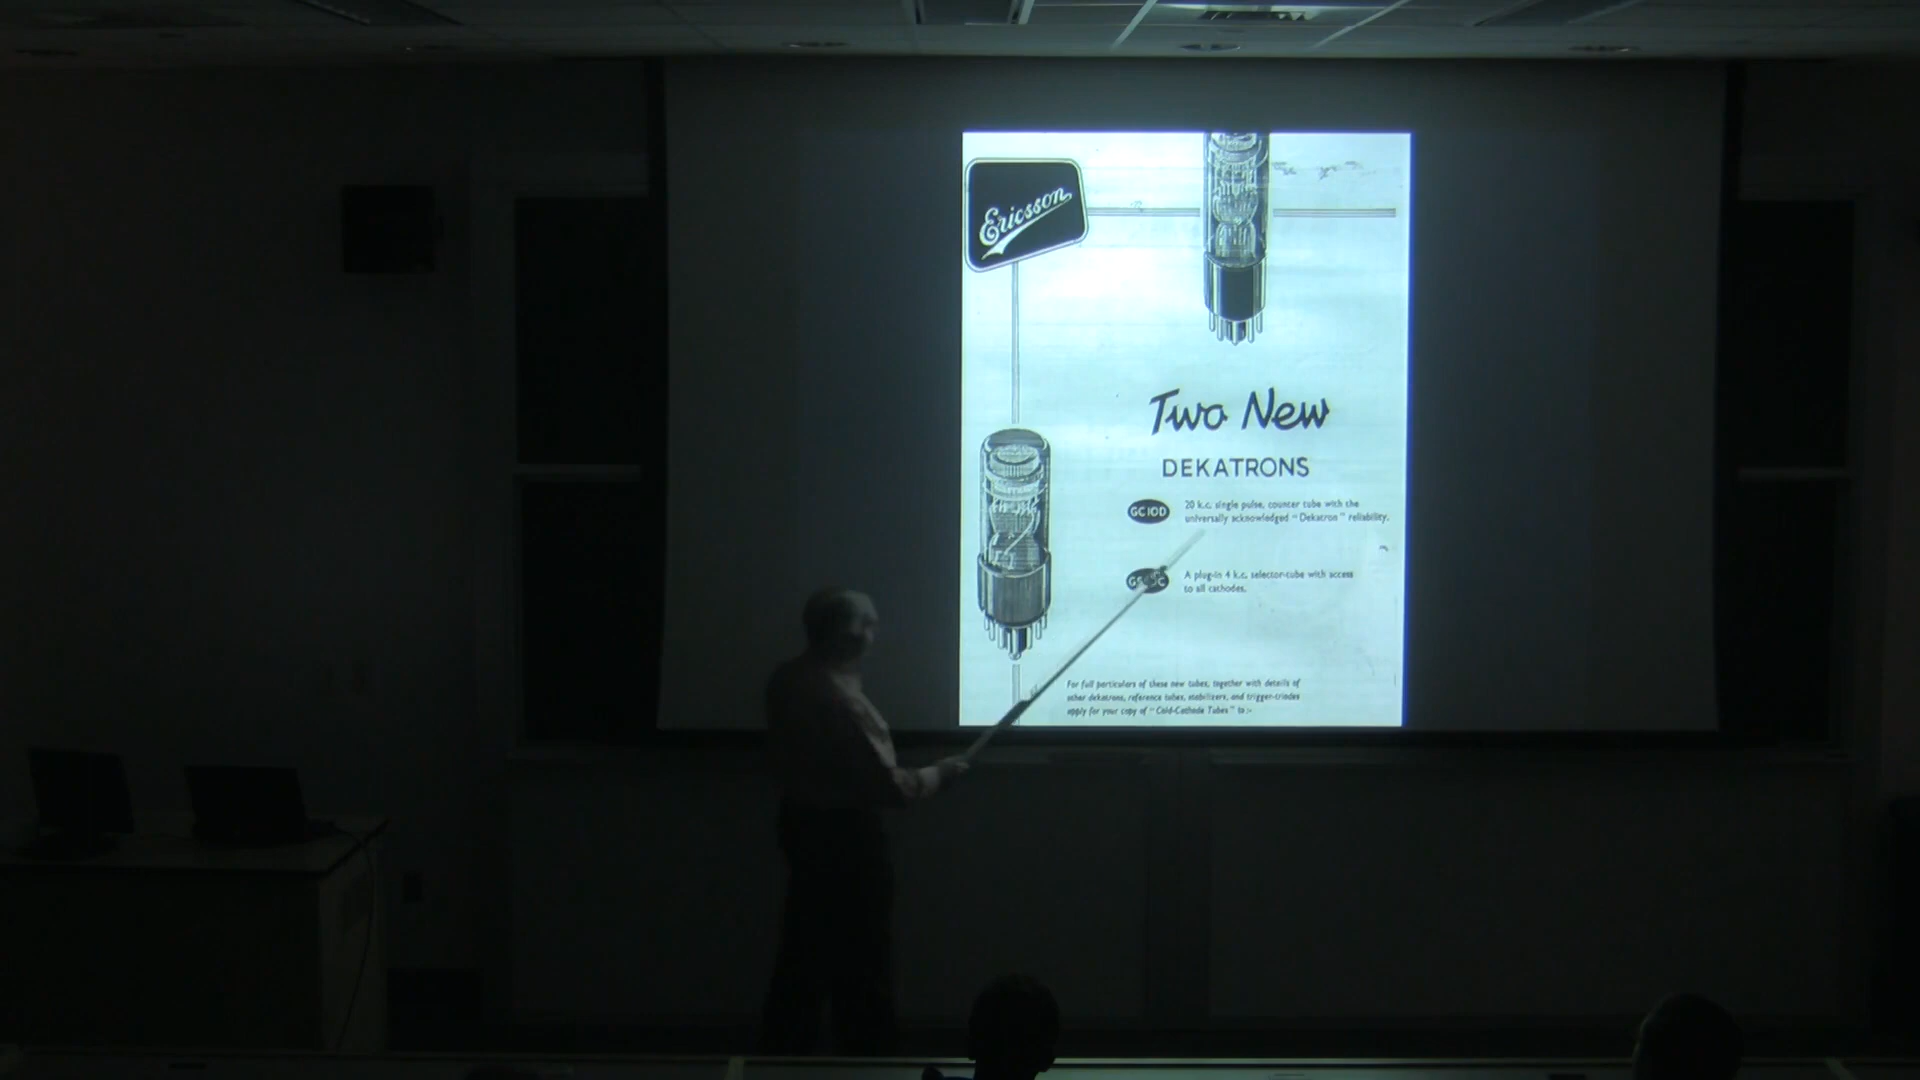 Ericsson
Two New
DEKATRONS
GC10D
20 k.c. single pulse, counter tube with the
universally acknowledged "Dekatron" reliability.
A plug-in 4 k.c. selector-tube with access
to all cathodes.
For full particulars of these new tubes, together with details of
other dekatrons, reference tubes, stabilizers, and trigger-triodes
apply for your copy of "Cold-Cathode Tubes" to :-